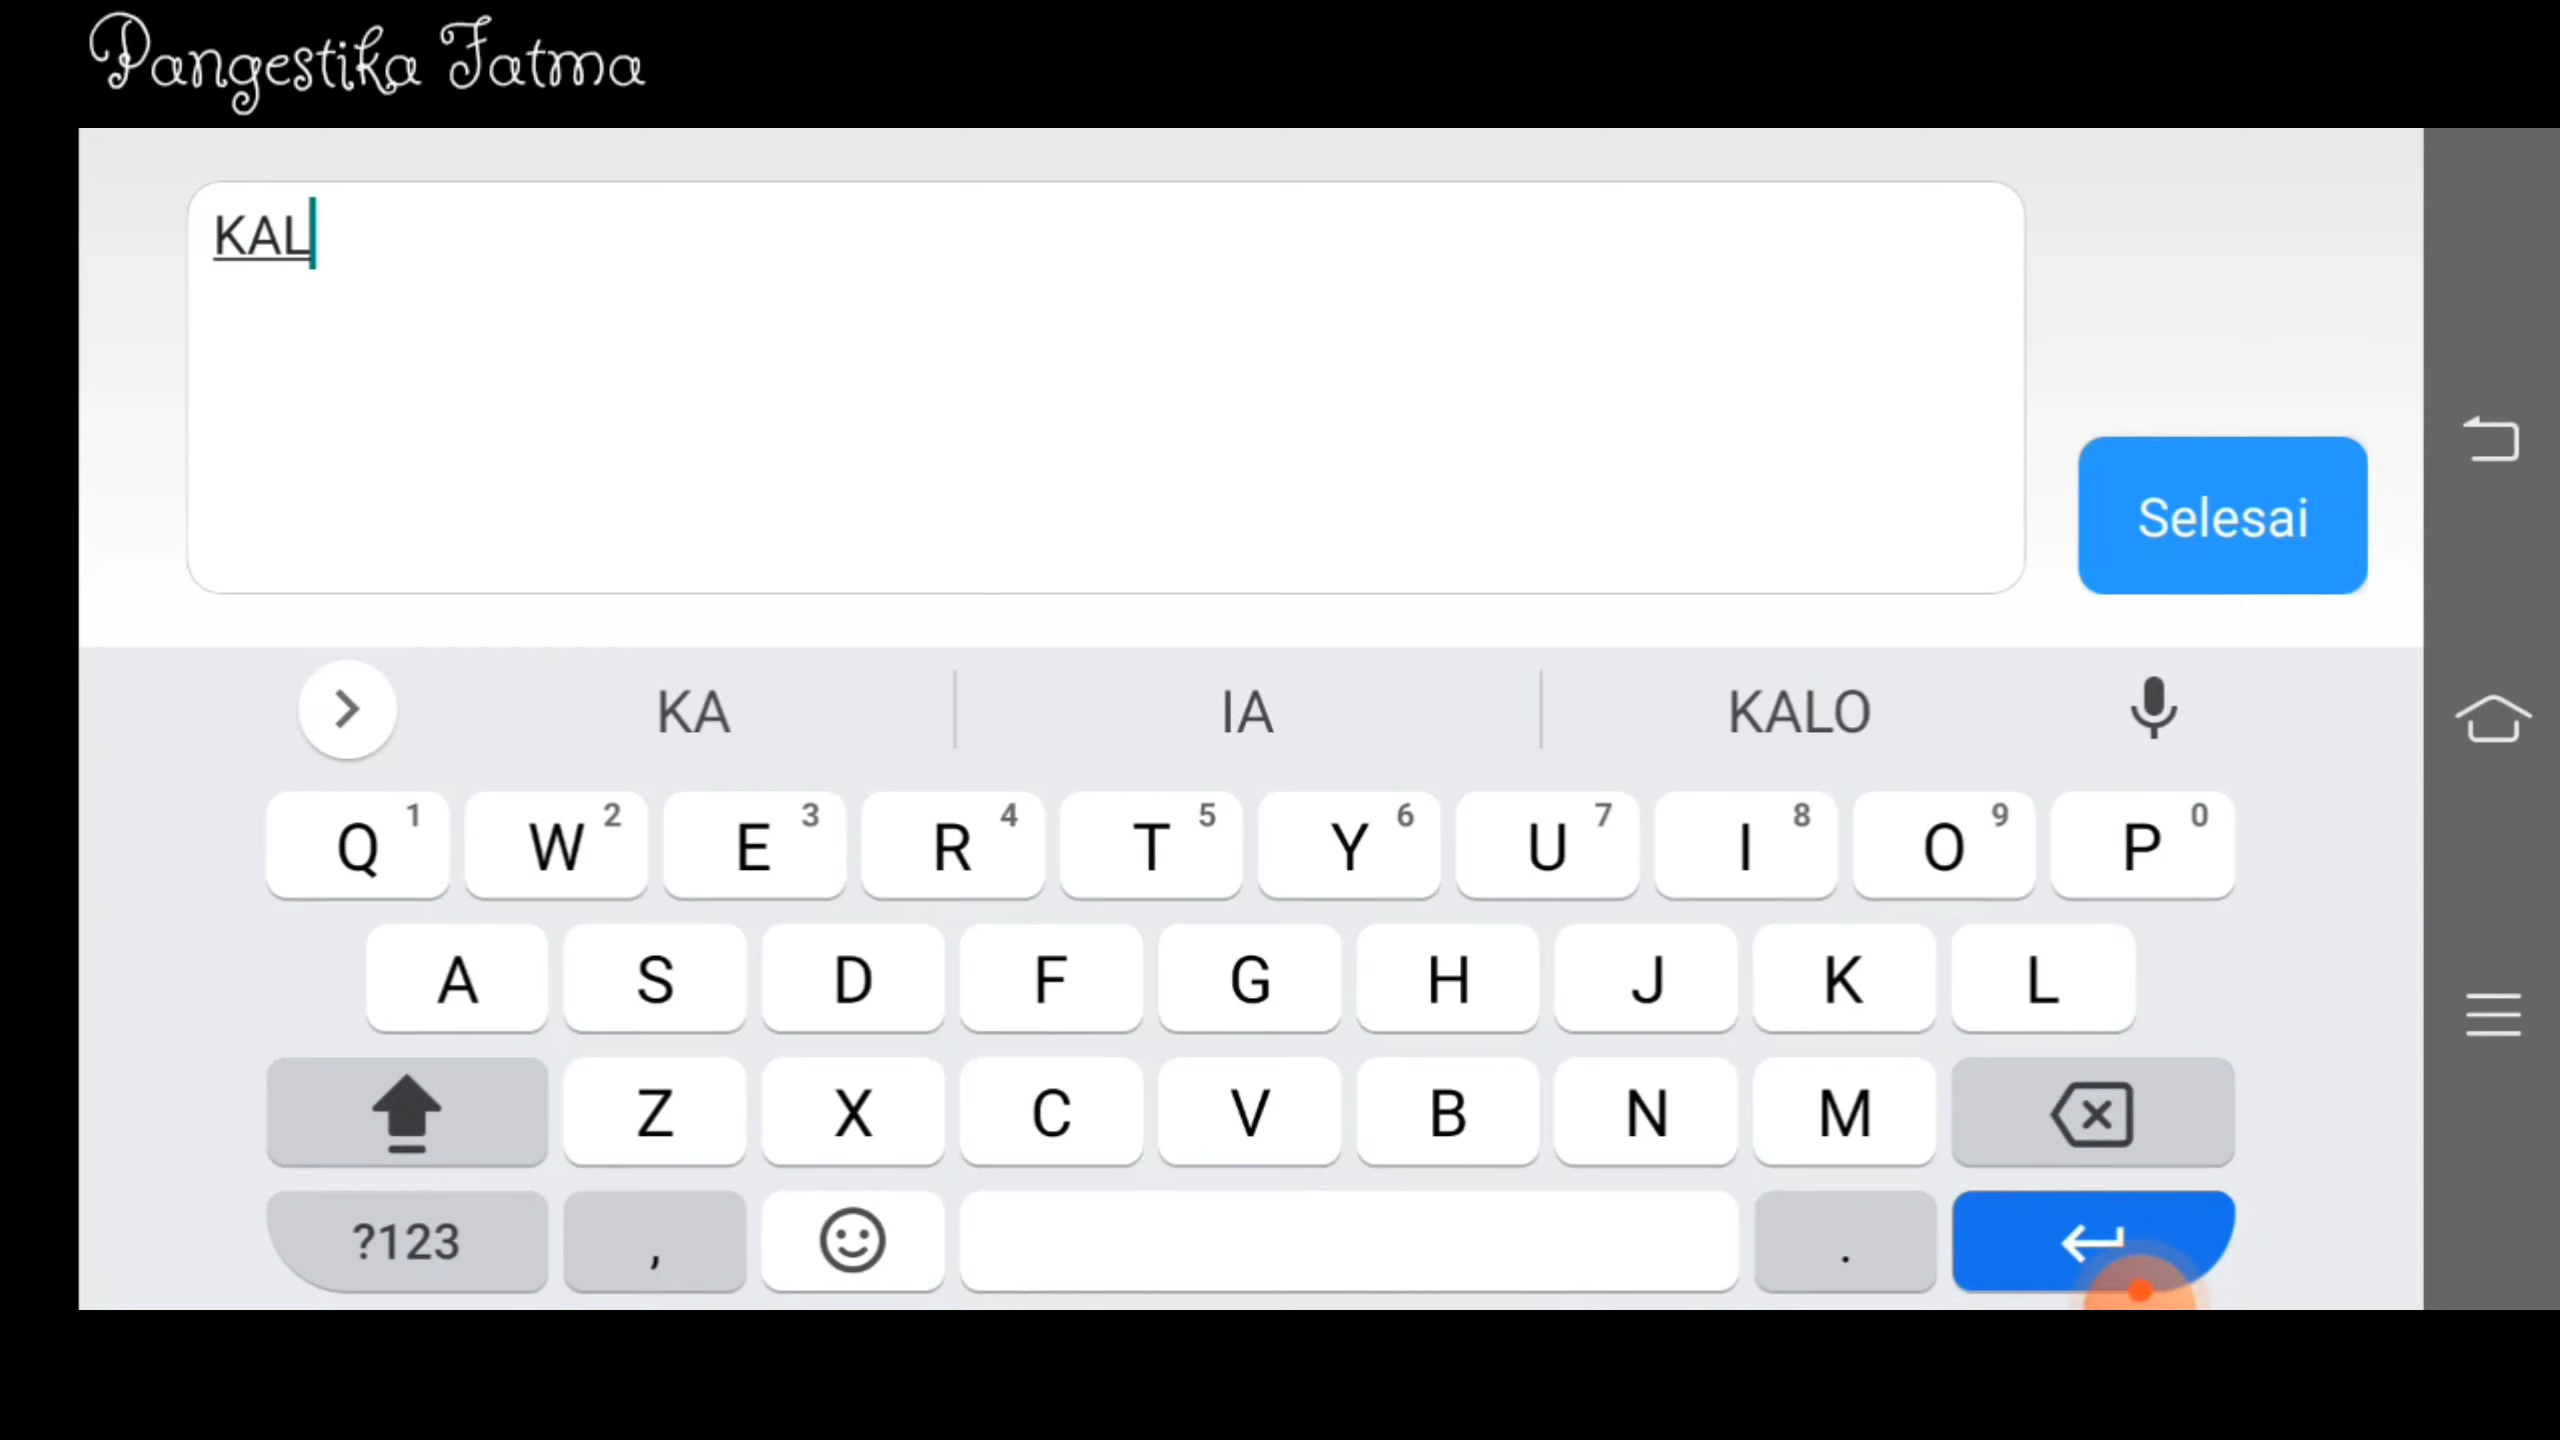 Pangestika Fatma
KAL
Selesai
KA IA KALO
Q 1 W 2 E 3 R 4 T 5 Y 6 U 7 I 8 O 9 P 0
A S D F G H J K L
Z X C V B N M
?123 , .